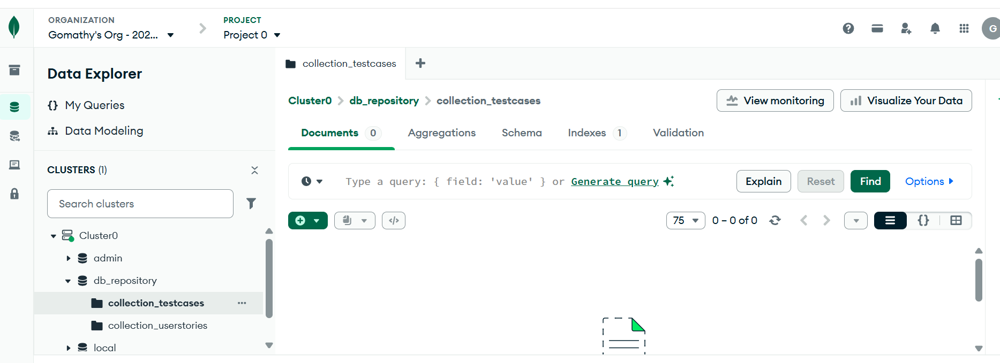 ORGANIZATION
Gomathy's Org - 202...
PROJECT
Project 0
G
Data Explorer
My Queries
Data Modeling
CLUSTERS (1)
Search clusters
Cluster0
admin
db_repository
collection_testcases
collection_userstories
local
collection_testcases
Cluster0 > db_repository > collection_testcases
View monitoring
Visualize Your Data
Documents 0
Aggregations
Schema
Indexes 1
Validation
Type a query: { field: 'value' } or Generate query
Explain
Reset
Find
Options
75
0 – 0 of 0